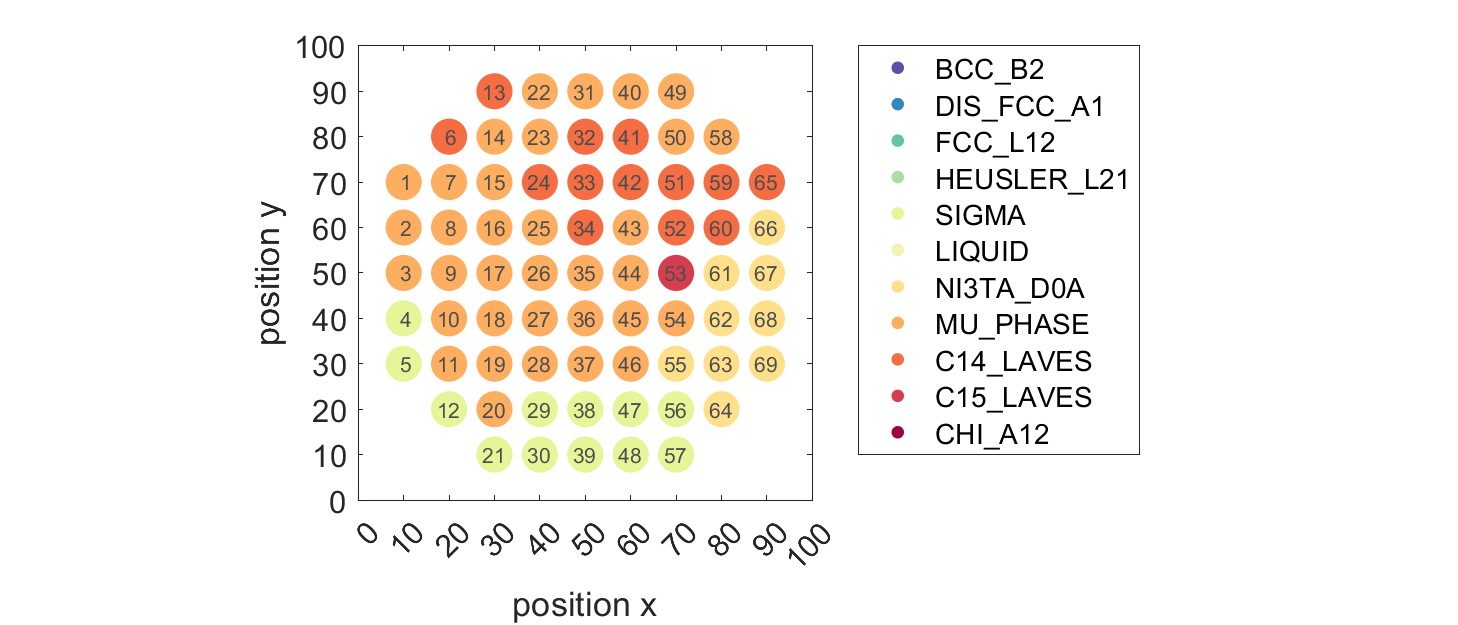 100
90
80
70
60
50
40
30
20
10
0
position y
13 22 31 40 49
6 14 23 32 41 50 58
1 7 15 24 33 42 51 59 65
2 8 16 25 34 43 52 60 66
3 9 17 26 35 44 53 61 67
4 10 18 27 36 45 54 62 68
5 11 19 28 37 46 55 63 69
12 20 29 38 47 56 64
21 30 39 48 57
0 10 20 30 40 50 60 70 80 90 100
position x
BCC_B2
DIS_FCC_A1
FCC_L12
HEUSLER_L21
SIGMA
LIQUID
NI3TA_D0A
MU_PHASE
C14_LAVES
C15_LAVES
CHI_A12